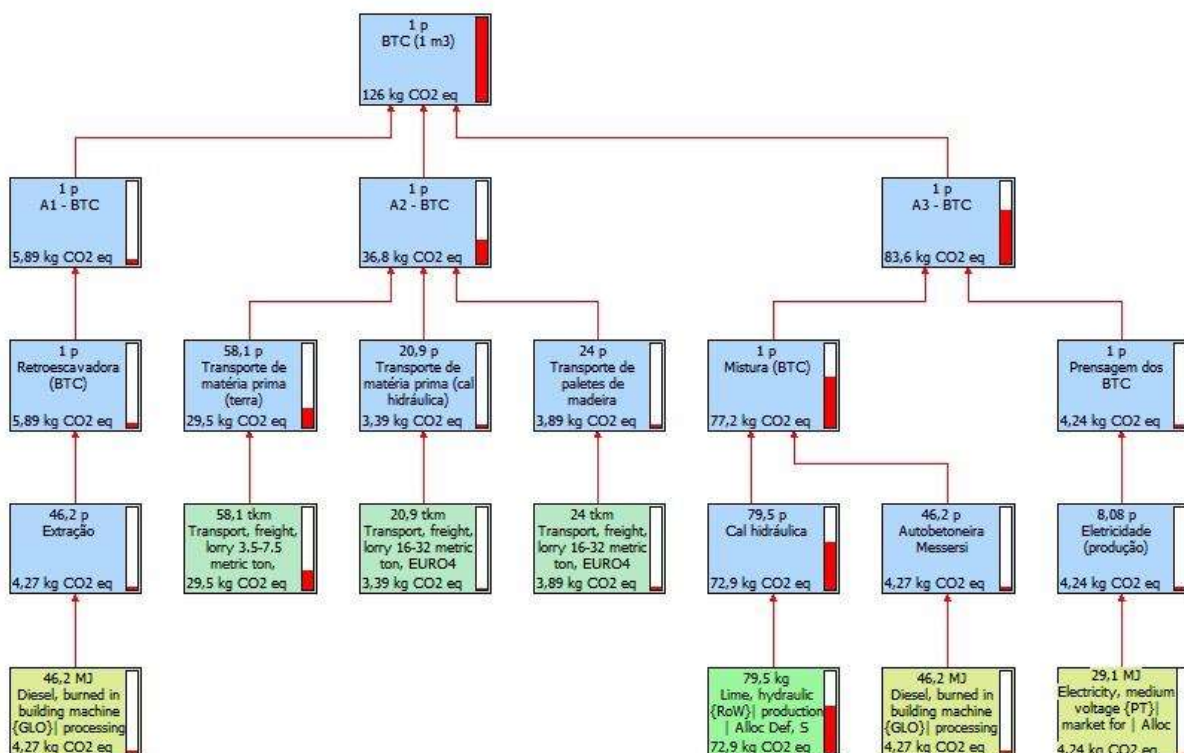 1 p
BTC (1 m3)
126 kg CO2 eq
1 p
A1 - BTC
5,89 kg CO2 eq
1 p
A2 - BTC
36,8 kg CO2 eq
1 p
A3 - BTC
83,6 kg CO2 eq
1 p
Retroescavadora
(BTC)
5,89 kg CO2 eq
58,1 p
Transporte de
matéria prima
(terra)
29,5 kg CO2 eq
20,9 p
Transporte de
matéria prima (cal
hidráulica)
3,39 kg CO2 eq
24 p
Transporte de
paletes de
madeira
3,89 kg CO2 eq
1 p
Mistura (BTC)
77,2 kg CO2 eq
1 p
Prensagem dos
BTC
4,24 kg CO2 eq
46,2 p
Extração
4,27 kg CO2 eq
58,1 tkm
Transport, freight,
lorry 3.5-7.5
metric ton,
29,5 kg CO2 eq
20,9 tkm
Transport, freight,
lorry 16-32 metric
ton, EURO4
3,39 kg CO2 eq
24 tkm
Transport, freight,
lorry 16-32 metric
ton, EURO4
3,89 kg CO2 eq
79,5 p
Cal hidráulica
72,9 kg CO2 eq
46,2 p
Autobetoneira
Messersi
4,27 kg CO2 eq
8,08 p
Eletricidade
(produção)
4,24 kg CO2 eq
46,2 MJ
Diesel, burned in
building machine
{GLO}| processing
4,27 kg CO2 eq
79,5 kg
Lime, hydraulic
{RoW}| production
| Alloc Def, S
72,9 kg CO2 eq
46,2 MJ
Diesel, burned in
building machine
{GLO}| processing
4,27 kg CO2 eq
29,1 MJ
Electricity, medium
voltage {PT}|
market for | Alloc
4,24 kg CO2 eq